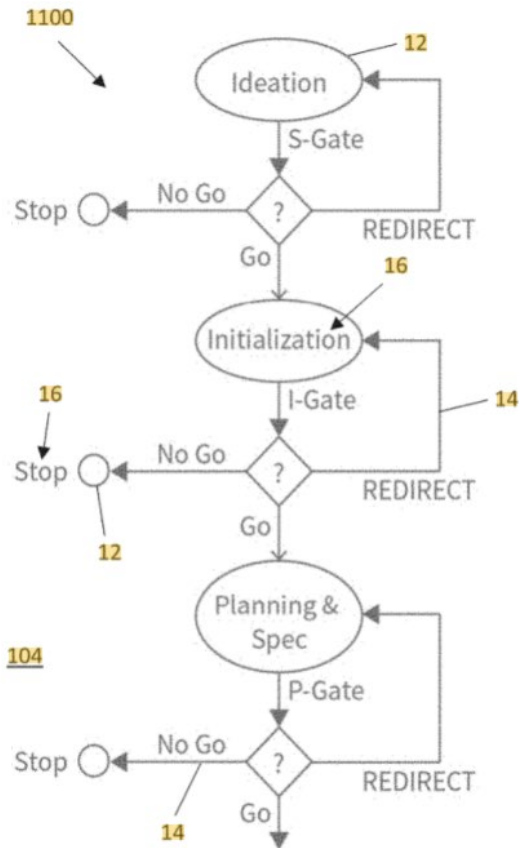 1100
12
Ideation
S-Gate
No Go
Stop
?
REDIRECT
Go
16
Initialization
I-Gate
14
16
No Go
Stop
?
REDIRECT
12
Go
Planning &
Spec
104
P-Gate
No Go
Stop
?
REDIRECT
14
Go